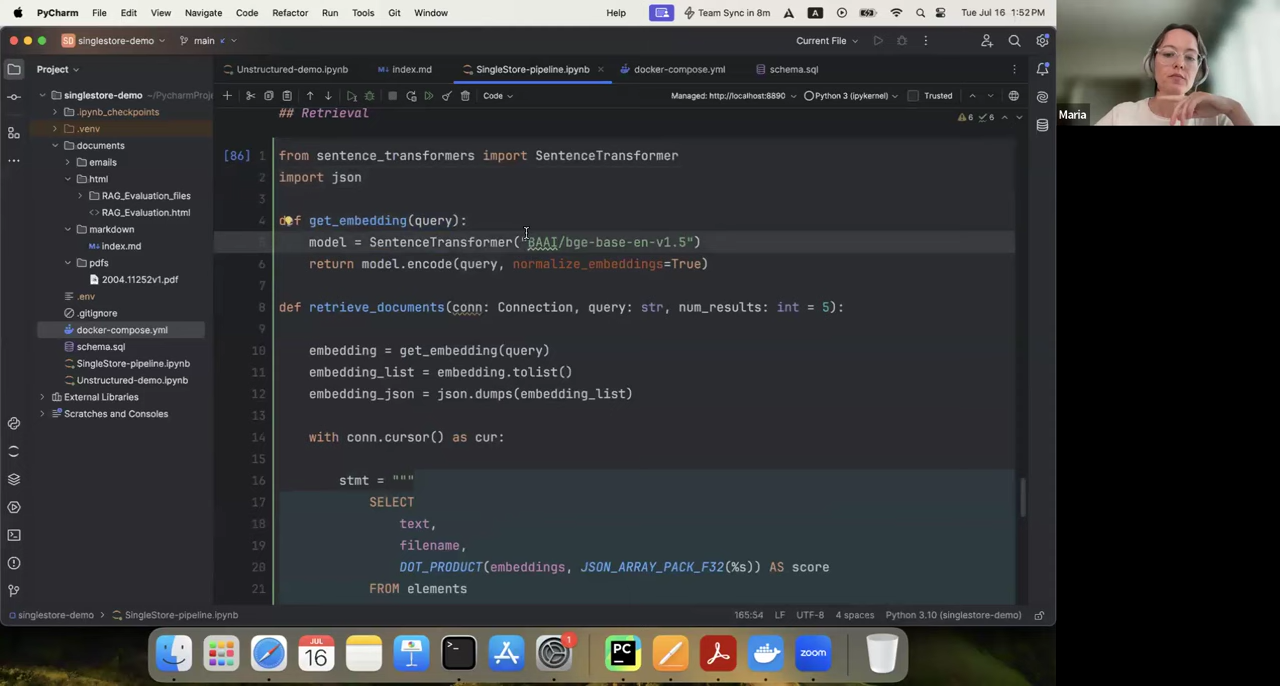 PyCharm File Edit View Navigate Code Refactor Run Tools Git Window Help Team Sync in 8m A Tue Jul 16 1:52PM
SD singlestore-demo main Current File
Project
Unstructured-demo.ipynb index.md SingleStore-pipeline.ipynb docker-compose.yml schema.sql
singlestore-demo ~/PycharmProje
.ipynb_checkpoints
.venv
documents
emails
html
RAG_Evaluation_files
RAG_Evaluation.html
markdown
index.md
pdfs
2004.11252v1.pdf
.env
.gitignore
docker-compose.yml
schema.sql
SingleStore-pipeline.ipynb
Unstructured-demo.ipynb
External Libraries
Scratches and Consoles
Code Managed: http://localhost:8890 Python 3 (ipykernel) Trusted
## Retrieval
6 6
[86] 1 from sentence_transformers import SentenceTransformer
2 import json
3
4 def get_embedding(query):
5 model = SentenceTransformer("BAAI/bge-base-en-v1.5")
6 return model.encode(query, normalize_embeddings=True)
7
8 def retrieve_documents(conn: Connection, query: str, num_results: int = 5):
9
10 embedding = get_embedding(query)
11 embedding_list = embedding.tolist()
12 embedding_json = json.dumps(embedding_list)
13
14 with conn.cursor() as cur:
15
16 stmt = """
17 SELECT
18 text,
19 filename,
20 DOT_PRODUCT(embeddings, JSON_ARRAY_PACK_F32(%s)) AS score
21 FROM elements
singlestore-demo SingleStore-pipeline.ipynb 165:54 LF UTF-8 4 spaces Python 3.10 (singlestore-demo)
JUL
16
1
PC
zoom
Maria